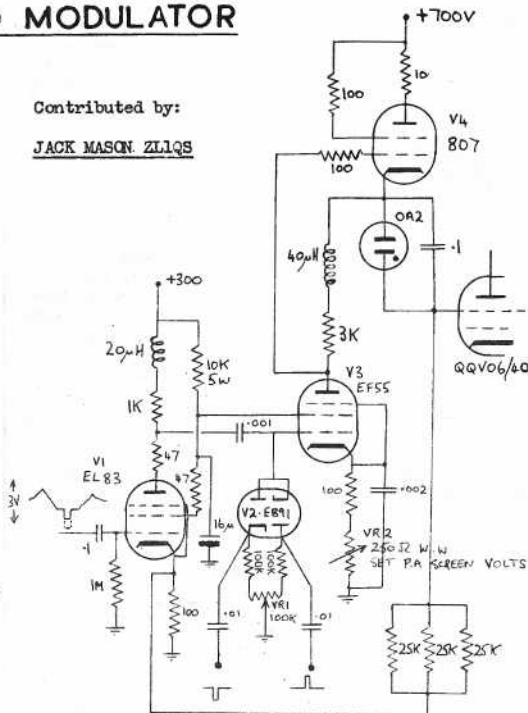 MODULATOR
Contributed by:
JACK MASON. ZL1QS
+700V
100
10
V4
807
100
OA2
40µH
.1
+300
3K
QQV06/40
20µH
10K
5W
V3
EF55
1K
.001
V1
EL83
47
47
100
.002
3V
V2-EB91
16µ
VR2
250Ω W.W
SET P.A SCREEN VOLTS
.1
100K
100K
1M
100
VR1
100K
.01
.01
25K
25K
25K